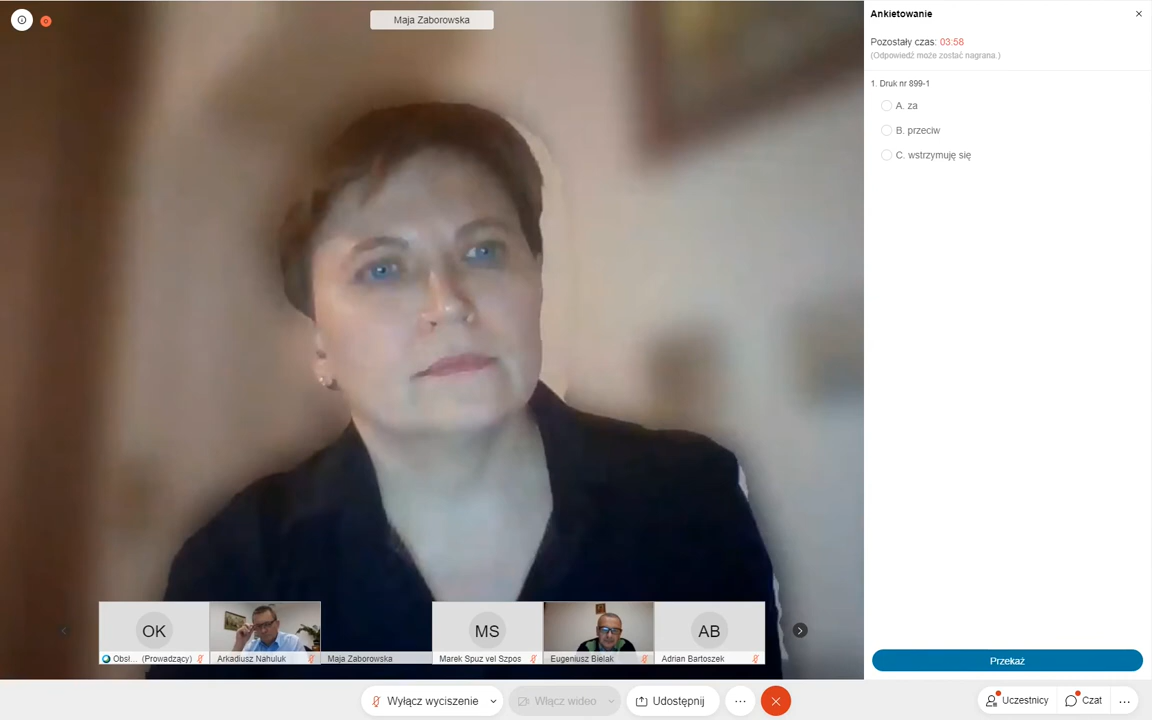 Maja Zaborowska
Ankietowanie
Pozostały czas: 03:58
(Odpowiedź może zostać nagrana.)
1. Druk nr 899-1
A. za
B. przeciw
C. wstrzymuję się
OK
MS
AB
Obsł... (Prowadzący)
Arkadiusz Nahuluk
Maja Zaborowska
Marek Spuz vel Szpos
Eugeniusz Bielak
Adrian Bartoszek
Przekaż
Wyłącz wyciszenie
Włącz wideo
Udostępnij
Uczestnicy
Czat